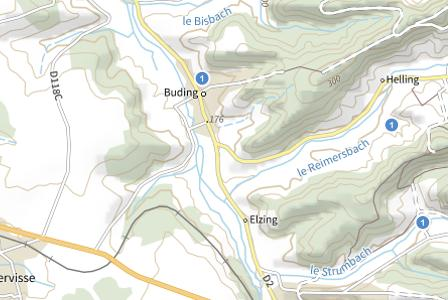 le Bisbach
D118C
1
Buding
176
300
Helling
1
le Reimersbach
Elzing
1
ervisse
D2
le Strumbach